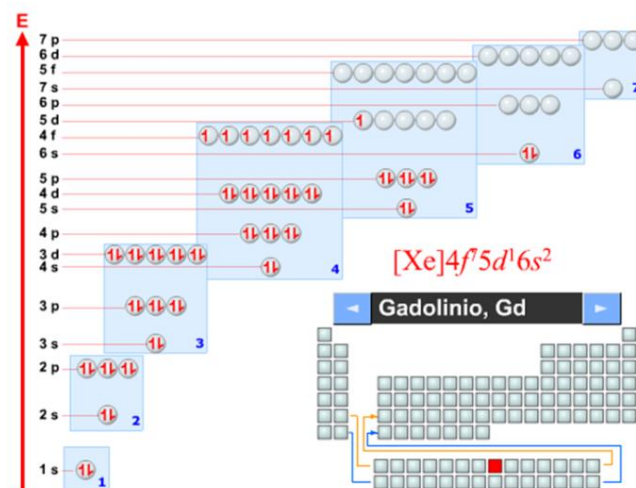 E
7 p
6 d
5 f
7 s
6 p
5 d
4 f
6 s
5 p
4 d
5 s
4 p
3 d
4 s
3 p
3 s
2 p
2 s
1 s
7
6
5
4
3
2
1
[Xe]4f⁷5d¹6s²
Gadolinio, Gd